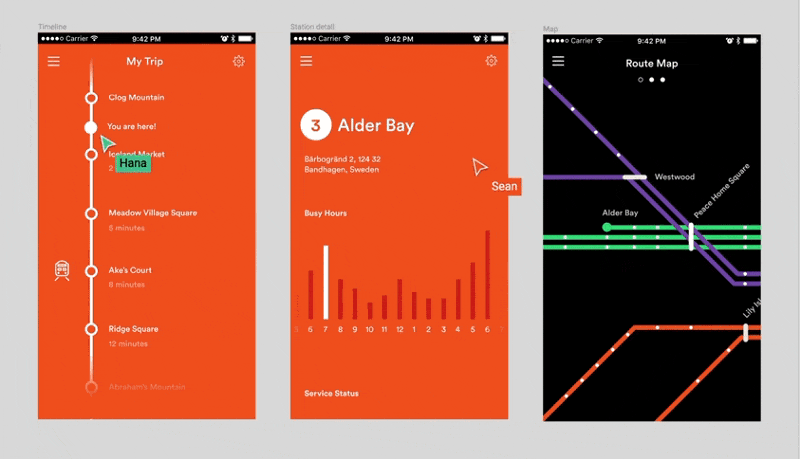 Timeline
Carrier 9:42 PM
My Trip
Clog Mountain
You are here!
Iceland Market
2
Hana
Meadow Village Square
6 minutes
Ake's Court
8 minutes
Ridge Square
12 minutes
Abraham's Mountain
Station detail
Carrier 9:42 PM
3 Alder Bay
Bårbogränd 2, 124 32
Bandhagen, Sweden
Sean
Busy Hours
5 6 7 8 9 10 11 12 1 2 3 4 5 6 7
Service Status
Map
Carrier 9:42 PM
Route Map
Westwood
Peace Home Square
Alder Bay
Lily Is